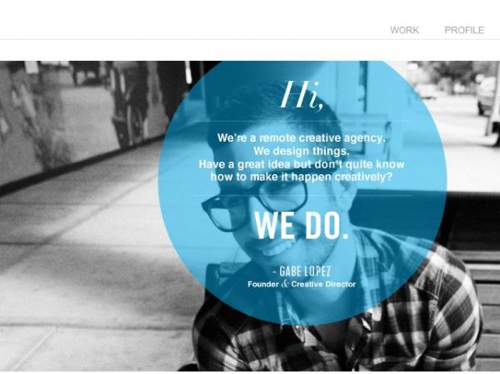 WORK PROFILE
Hi,
We're a remote creative agency.
We design things.
Have a great idea but don't quite know
how to make it happen creatively?
WE DO.
- GABE LOPEZ
Founder & Creative Director